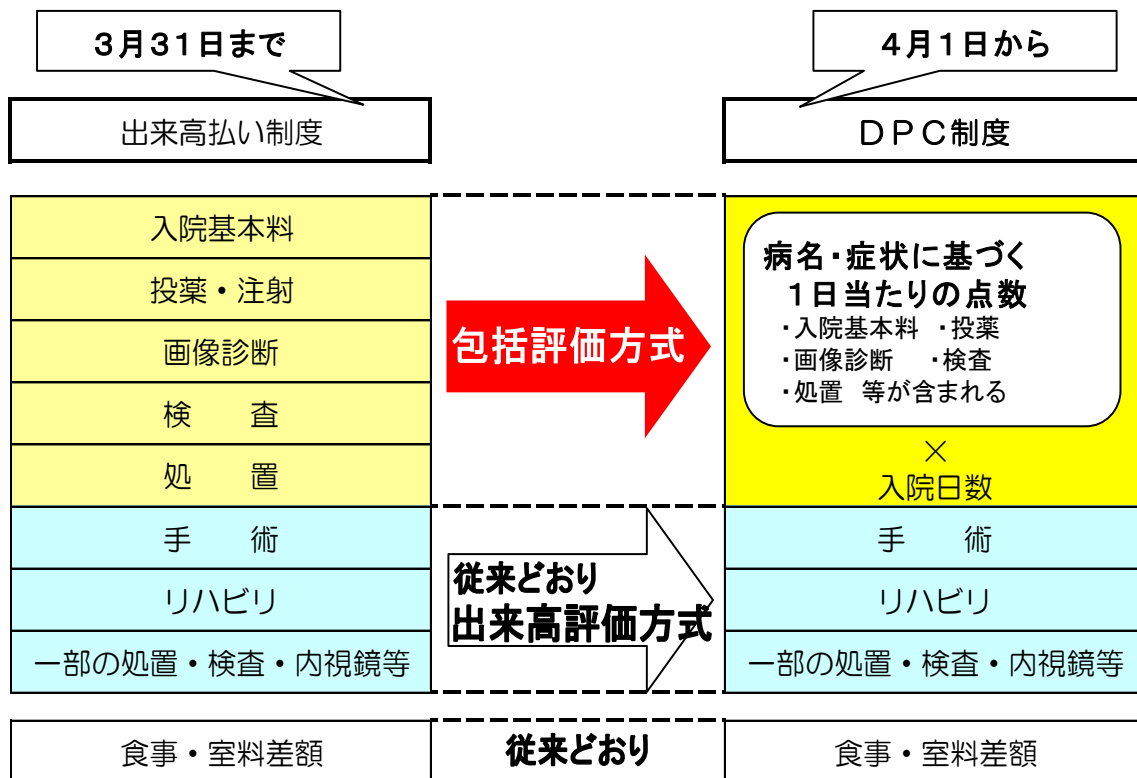 3月31日まで
4月1日から
出来高払い制度
DPC制度
入院基本料
投薬・注射
画像診断
検　査
処　置
手　術
リハビリ
一部の処置・検査・内視鏡等
食事・室料差額
包括評価方式
従来どおり
出来高評価方式
従来どおり
病名・症状に基づく
1日当たりの点数
・入院基本料 ・投薬
・画像診断 ・検査
・処置 等が含まれる
×
入院日数
手　術
リハビリ
一部の処置・検査・内視鏡等
食事・室料差額